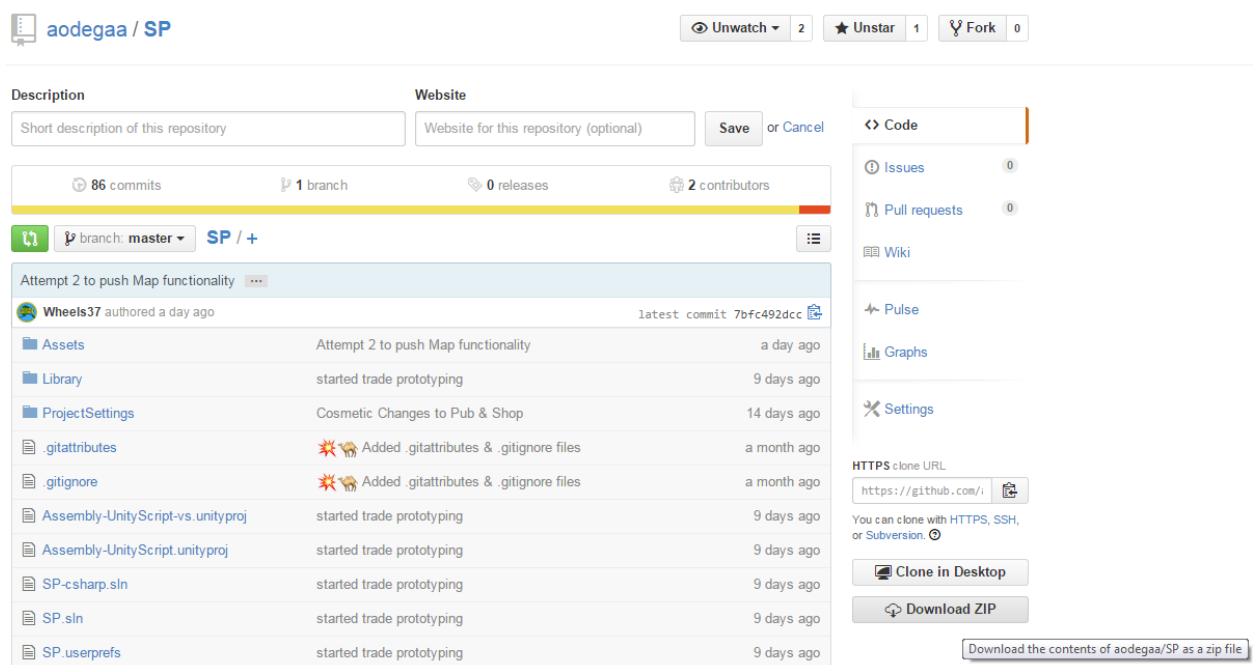 aodegaa / SP
Unwatch 2 Unstar 1 Fork 0
Description Website
Short description of this repository Website for this repository (optional) Save or Cancel
<> Code
86 commits 1 branch 0 releases 2 contributors
Issues 0
Pull requests 0
branch: master SP / +
Wiki
Attempt 2 to push Map functionality ...
Wheels37 authored a day ago latest commit 7bfc492dcc
Pulse
Assets Attempt 2 to push Map functionality a day ago
Graphs
Library started trade prototyping 9 days ago
ProjectSettings Cosmetic Changes to Pub & Shop 14 days ago
Settings
.gitattributes Added .gitattributes & .gitignore files a month ago
HTTPS clone URL
.gitignore Added .gitattributes & .gitignore files a month ago
https://github.com/
Assembly-UnityScript-vs.unityproj started trade prototyping 9 days ago
You can clone with HTTPS, SSH,
or Subversion.
Assembly-UnityScript.unityproj started trade prototyping 9 days ago
Clone in Desktop
SP-csharp.sln started trade prototyping 9 days ago
Download ZIP
SP.sln started trade prototyping 9 days ago
SP.userprefs started trade prototyping 9 days ago
Download the contents of aodegaa/SP as a zip file